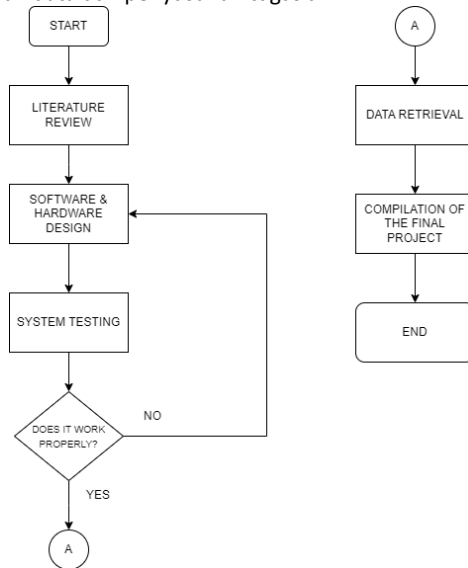 START
LITERATURE
REVIEW
SOFTWARE &
HARDWARE
DESIGN
SYSTEM TESTING
DOES IT WORK
PROPERLY?
NO
YES
A
A
DATA RETRIEVAL
COMPILATION OF
THE FINAL
PROJECT
END